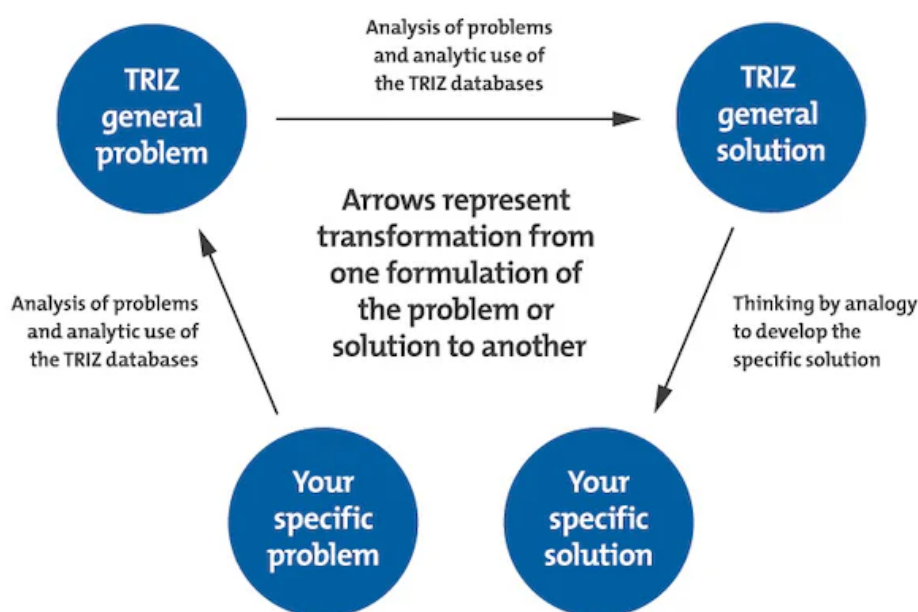 Analysis of problems
and analytic use of
the TRIZ databases
TRIZ
general
problem
TRIZ
general
solution
Arrows represent
transformation from
one formulation of
the problem or
solution to another
Analysis of problems
and analytic use of
the TRIZ databases
Thinking by analogy
to develop the
specific solution
Your
specific
problem
Your
specific
solution